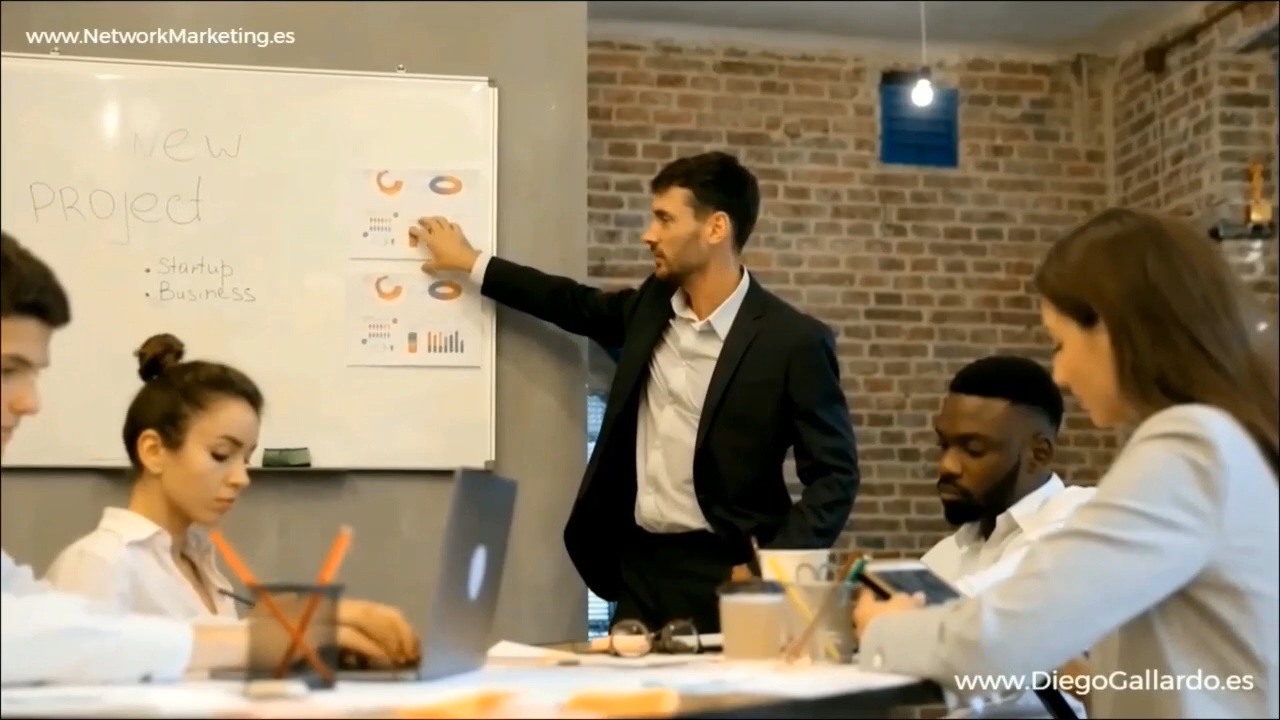 www.NetworkMarketing.es
New
PROJECT
• Startup
• Business
www.DiegoGallardo.es